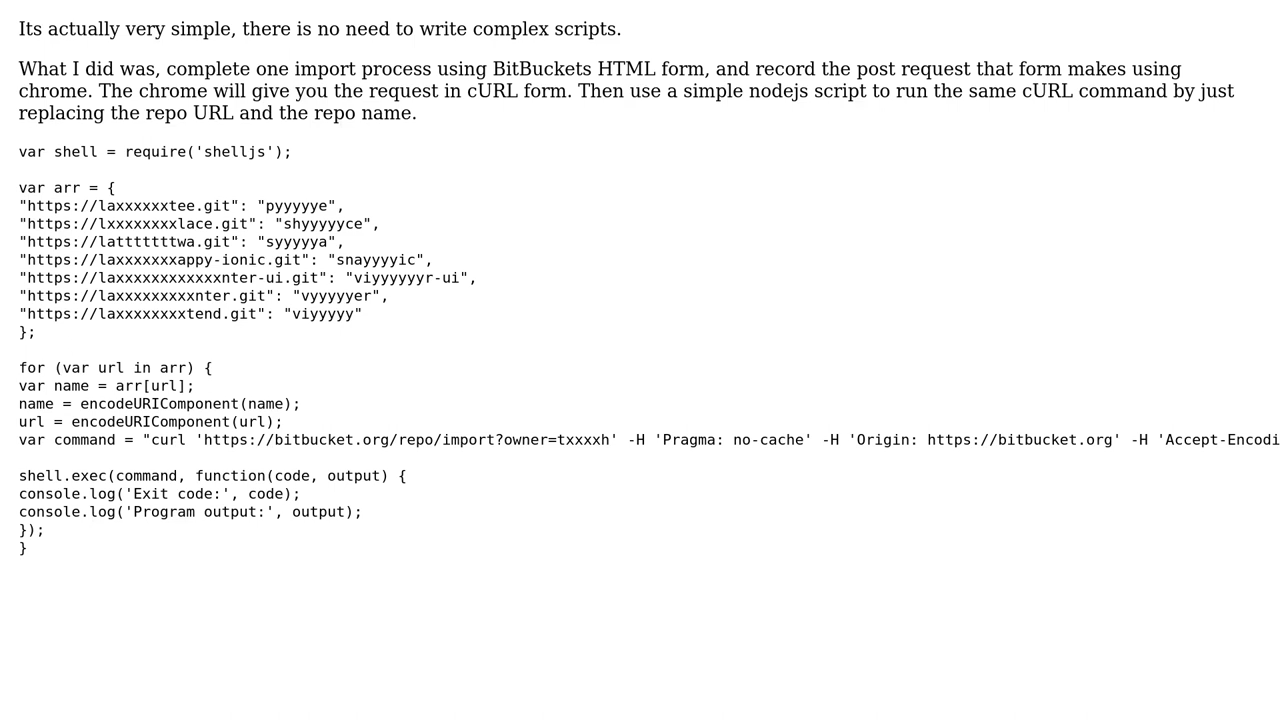 Its actually very simple, there is no need to write complex scripts.
What I did was, complete one import process using BitBuckets HTML form, and record the post request that form makes using
chrome. The chrome will give you the request in cURL form. Then use a simple nodejs script to run the same cURL command by just
replacing the repo URL and the repo name.
var shell = require('shelljs');
var arr = {
"https://laxxxxxxtee.git": "pyyyyye",
"https://lxxxxxxxxlace.git": "shyyyyyce",
"https://latttttttwa.git": "syyyyya",
"https://laxxxxxxxappy-ionic.git": "snayyyyic",
"https://laxxxxxxxxxxxxnter-ui.git": "viyyyyyyr-ui",
"https://laxxxxxxxxxnter.git": "vyyyyyer",
"https://laxxxxxxxxtend.git": "viyyyyy"
};
for (var url in arr) {
var name = arr[url];
name = encodeURIComponent(name);
url = encodeURIComponent(url);
var command = "curl 'https://bitbucket.org/repo/import?owner=txxxxh' -H 'Pragma: no-cache' -H 'Origin: https://bitbucket.org' -H 'Accept-Encodi
shell.exec(command, function(code, output) {
console.log('Exit code:', code);
console.log('Program output:', output);
});
}